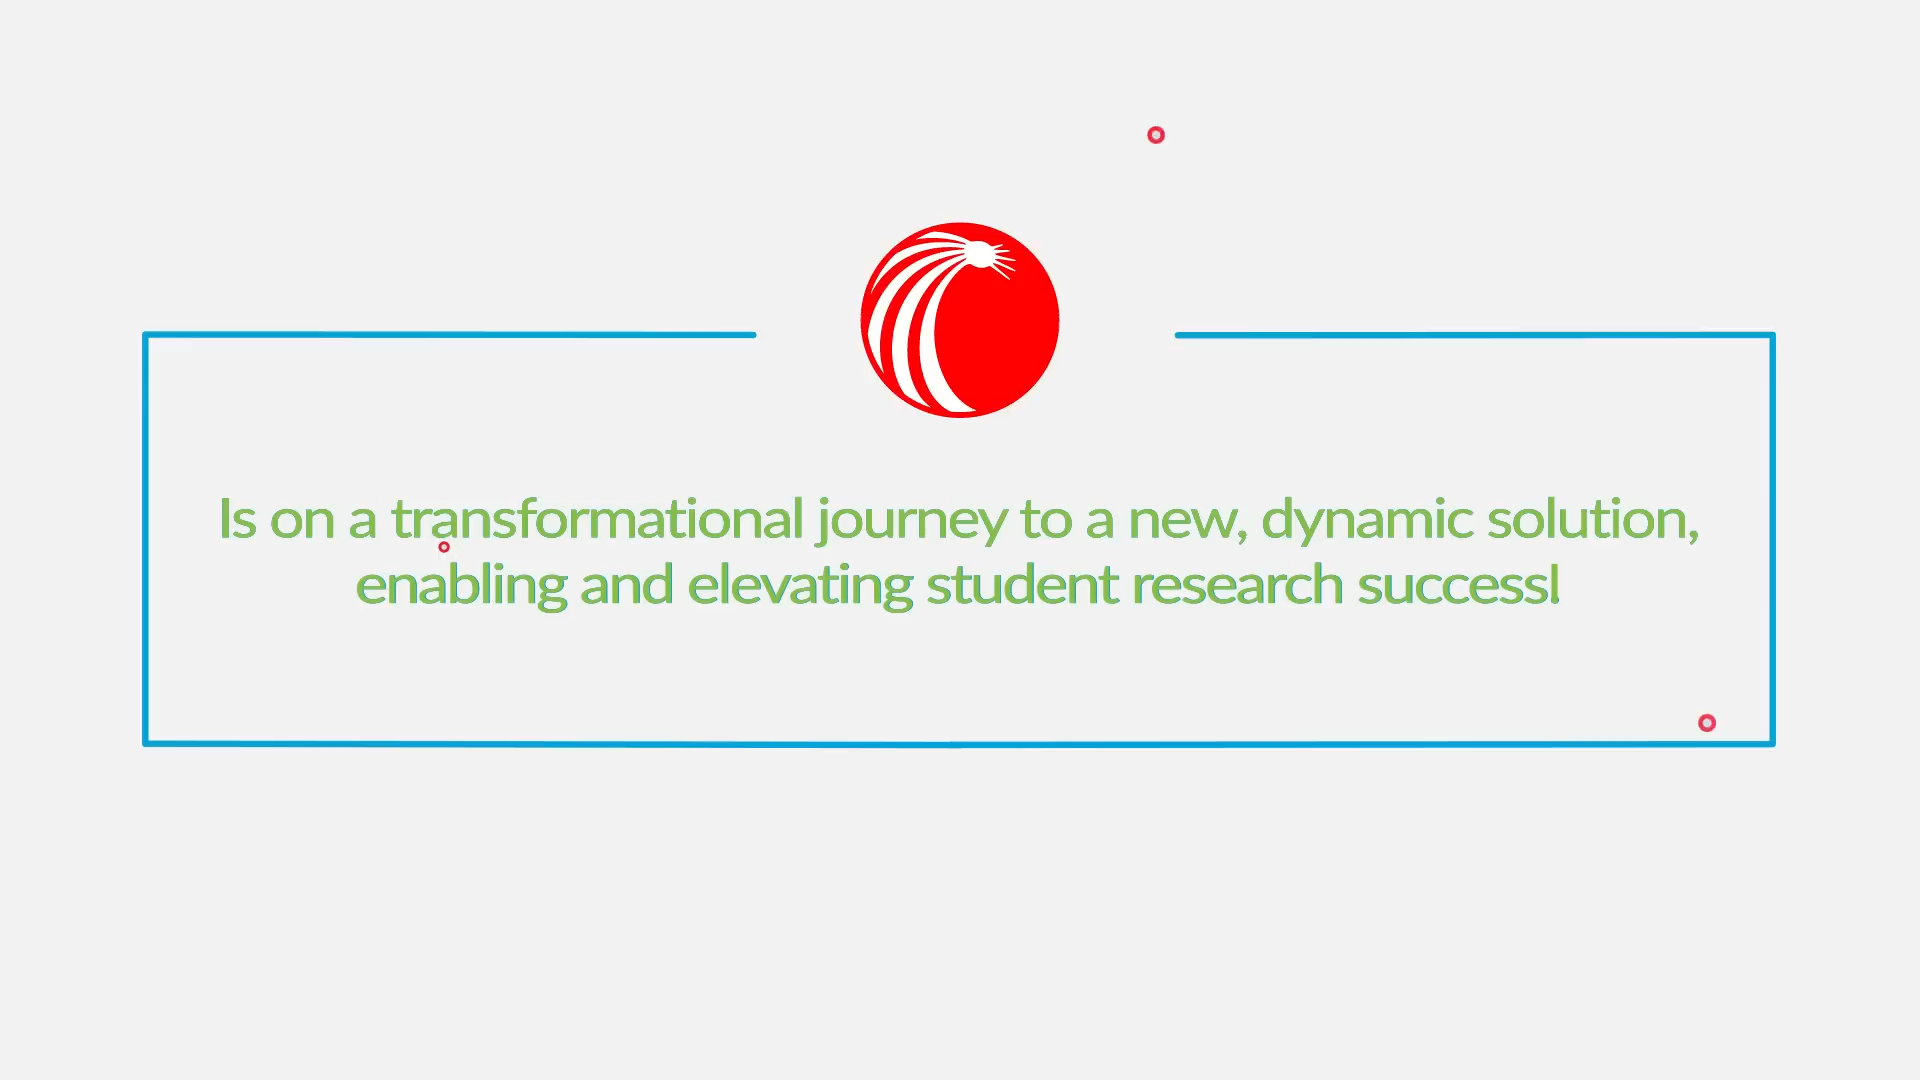 Is on a transformational journey to a new, dynamic solution,
enabling and elevating student research success!